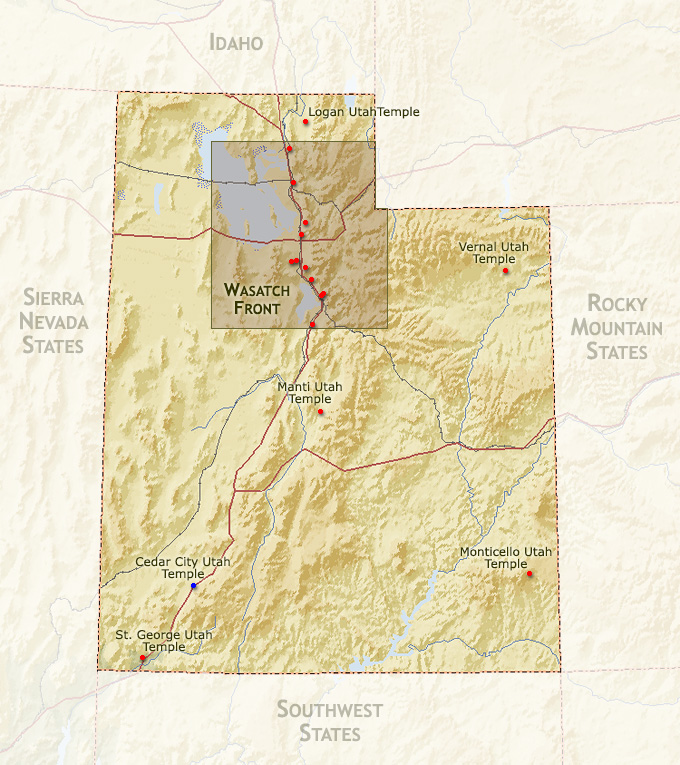 IDAHO
Logan UtahTemple
Vernal Utah
Temple
SIERRA
NEVADA
STATES
WASATCH
FRONT
ROCKY
MOUNTAIN
STATES
Manti Utah
Temple
Cedar City Utah
Temple
Monticello Utah
Temple
St. George Utah
Temple
SOUTHWEST
STATES